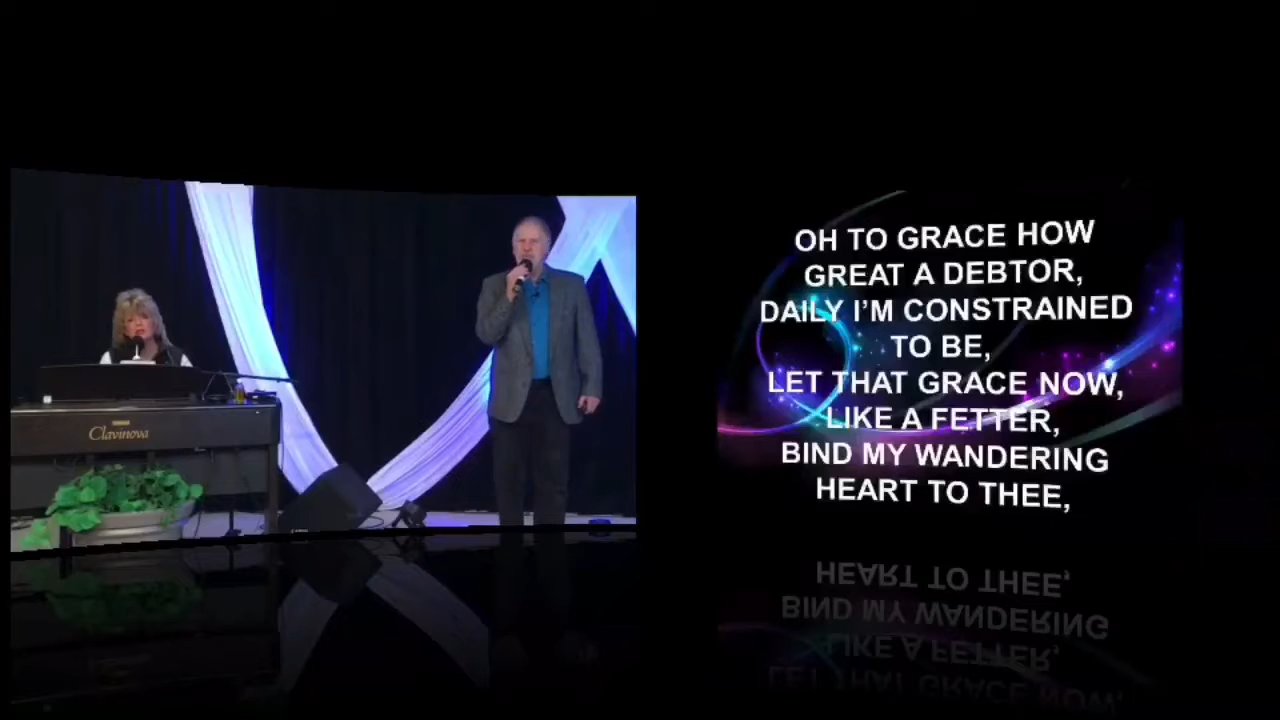 Clavinova
OH TO GRACE HOW
GREAT A DEBTOR,
DAILY I'M CONSTRAINED
TO BE,
LET THAT GRACE NOW,
LIKE A FETTER,
BIND MY WANDERING
HEART TO THEE,